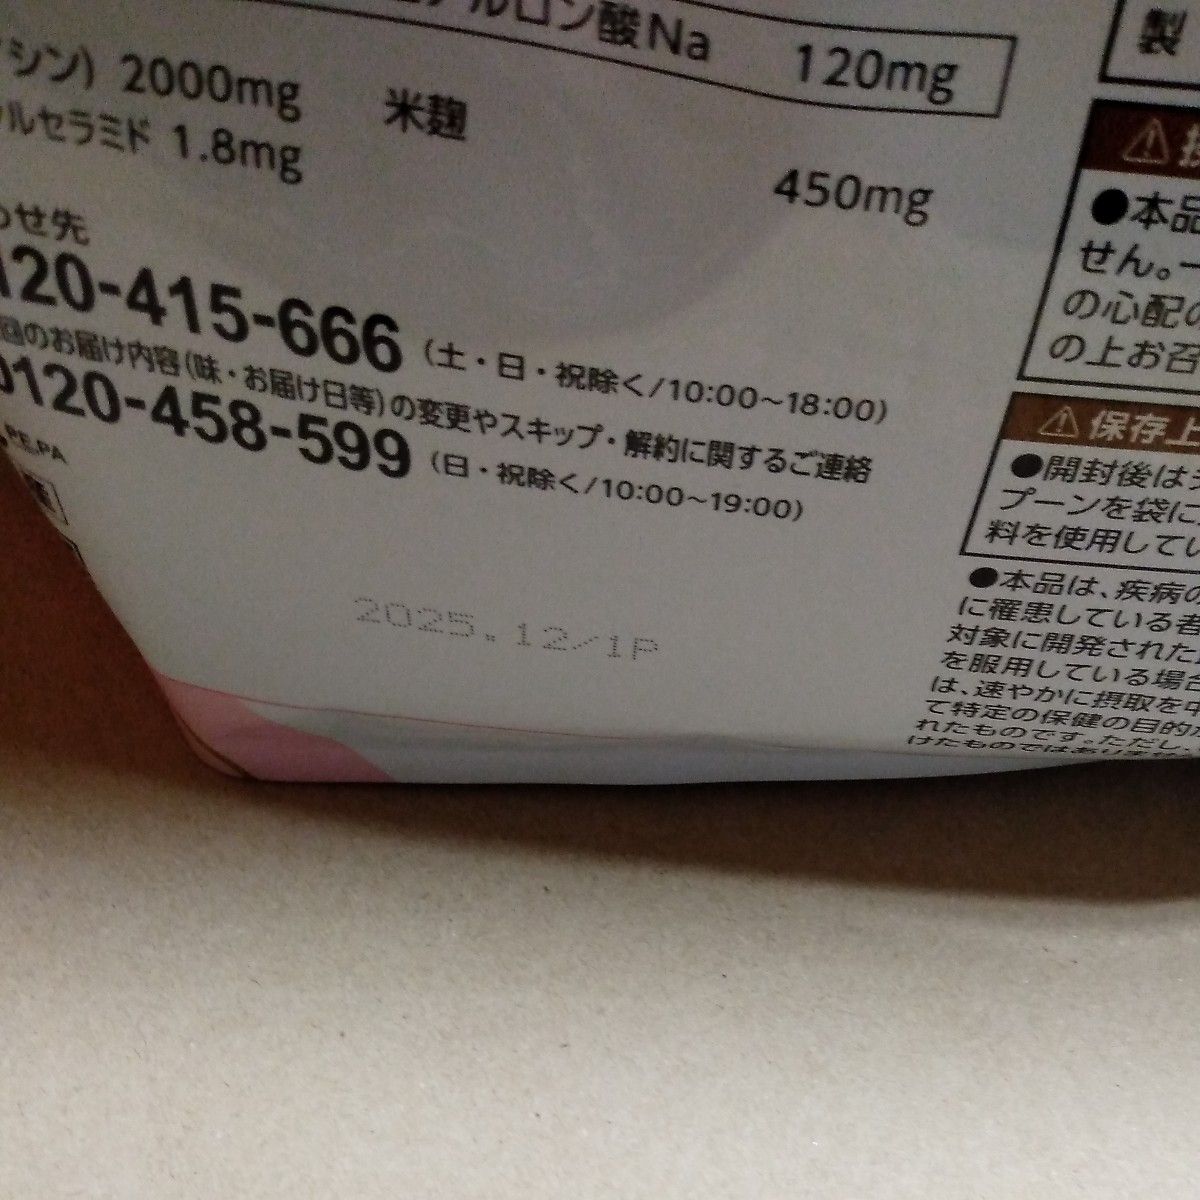 ルロン酸Na 120mg
シン) 2000mg 米麹
ルセラミド 1.8mg
450mg
わせ先
120-415-666 (土・日・祝除く/10:00~18:00)
回のお届け内容(味・お届け日等)の変更やスキップ・解約に関するご連絡
0120-458-599 (日・祝除く/10:00~19:00)
PE,PA
2025.12/1P
製
⚠
●本品
せん。一
の心配の
の上お召
⚠保存上
●開封後は
プーンを袋に
料を使用してい
●本品は、疾病の
に罹患している者
対象に開発された
を服用している場合
は、速やかに摂取を中
て特定の保健の目的が
れたものです。ただし、
けたものではありません